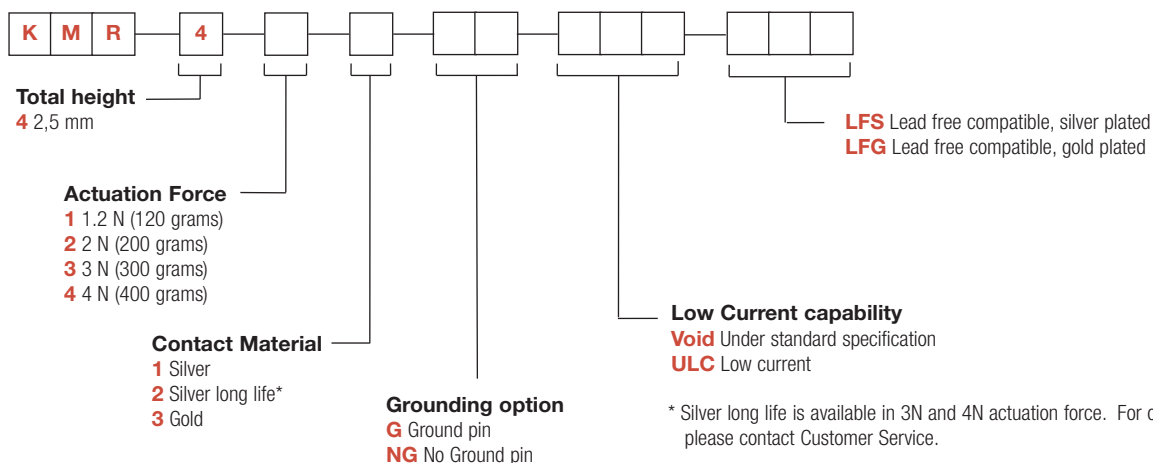 K M R 4
Total height
4 2,5 mm
LFS Lead free compatible, silver plated
LFG Lead free compatible, gold plated
Actuation Force
1 1.2 N (120 grams)
2 2 N (200 grams)
3 3 N (300 grams)
4 4 N (400 grams)
Contact Material
1 Silver
2 Silver long life*
3 Gold
Grounding option
G Ground pin
NG No Ground pin
Low Current capability
Void Under standard specification
ULC Low current
* Silver long life is available in 3N and 4N actuation force. For
please contact Customer Service.